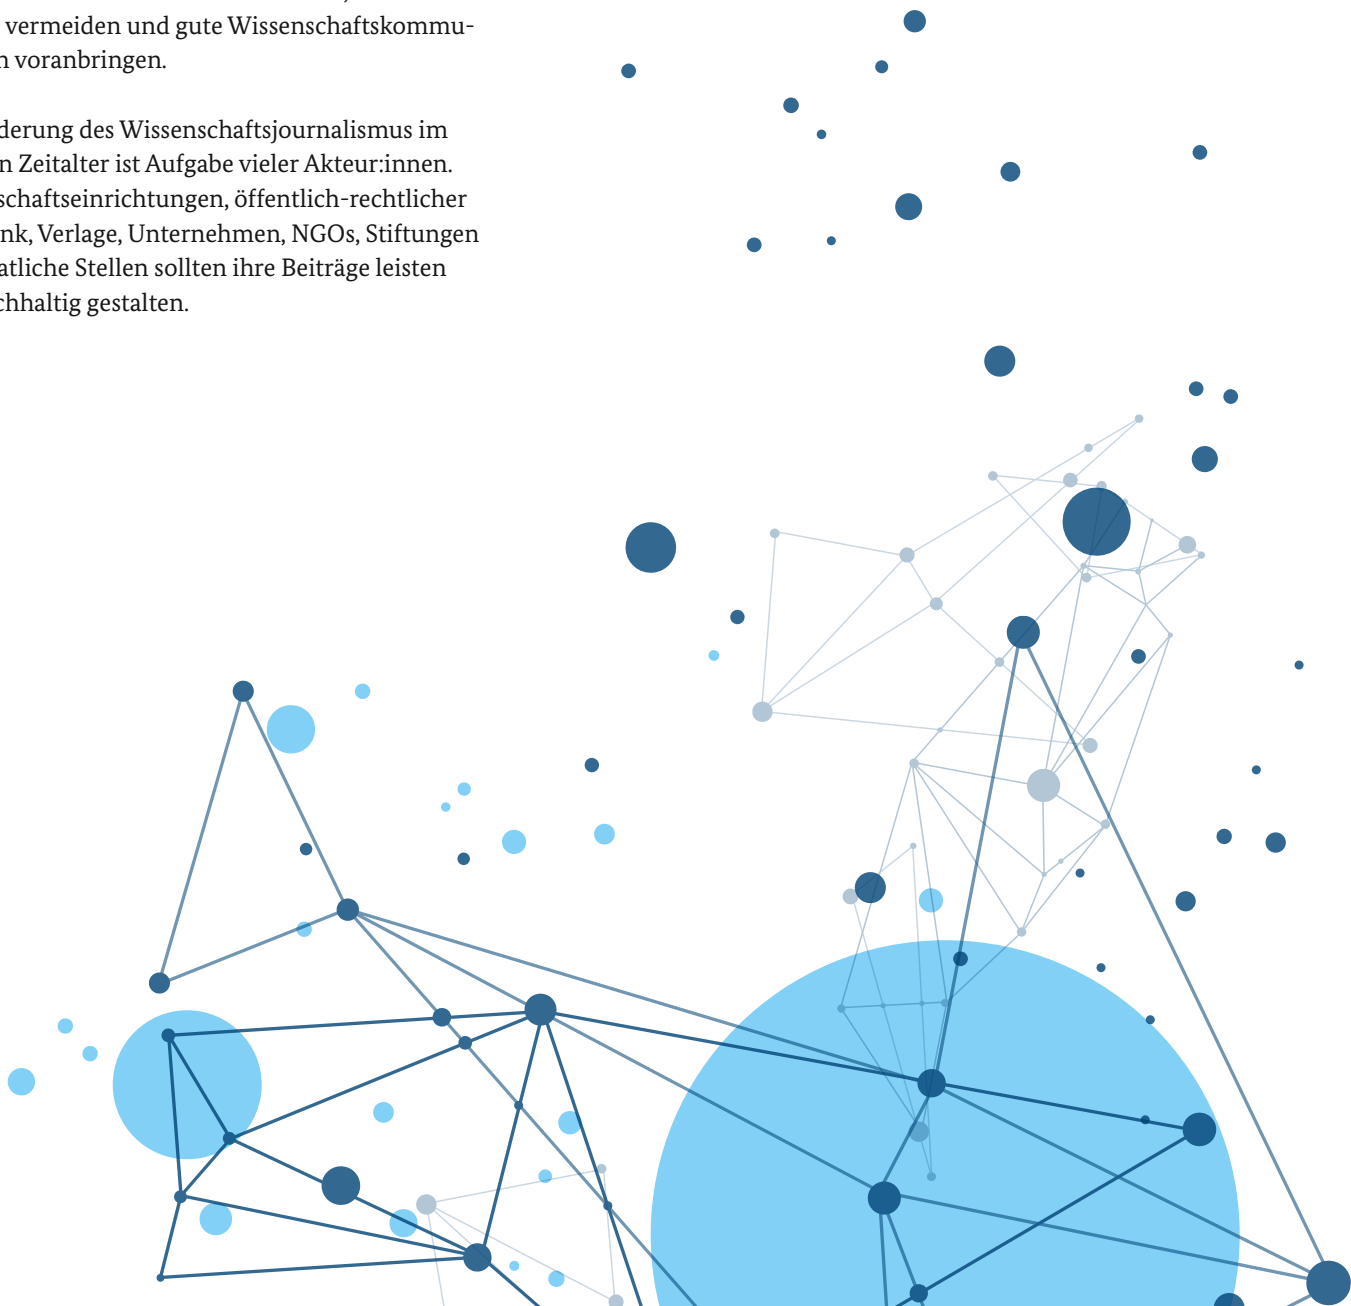 vermeiden und gute Wissenschaftskommu-
n voranbringen.
derung des Wissenschaftsjournalismus im
n Zeitalter ist Aufgabe vieler Akteur:innen.
schaftseinrichtungen, öffentlich-rechtlicher
nk, Verlage, Unternehmen, NGOs, Stiftungen
atliche Stellen sollten ihre Beiträge leisten
chhaltig gestalten.